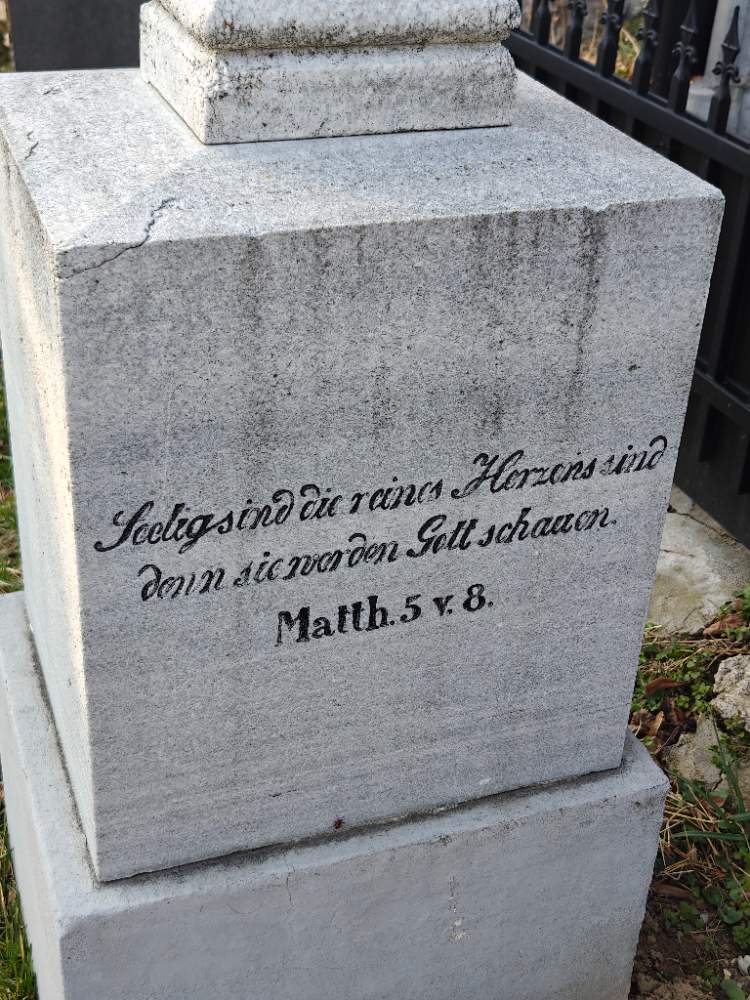 Seelig sind die reines Herzens sind
denn sie werden Gott schauen.
Matth. 5 v. 8.